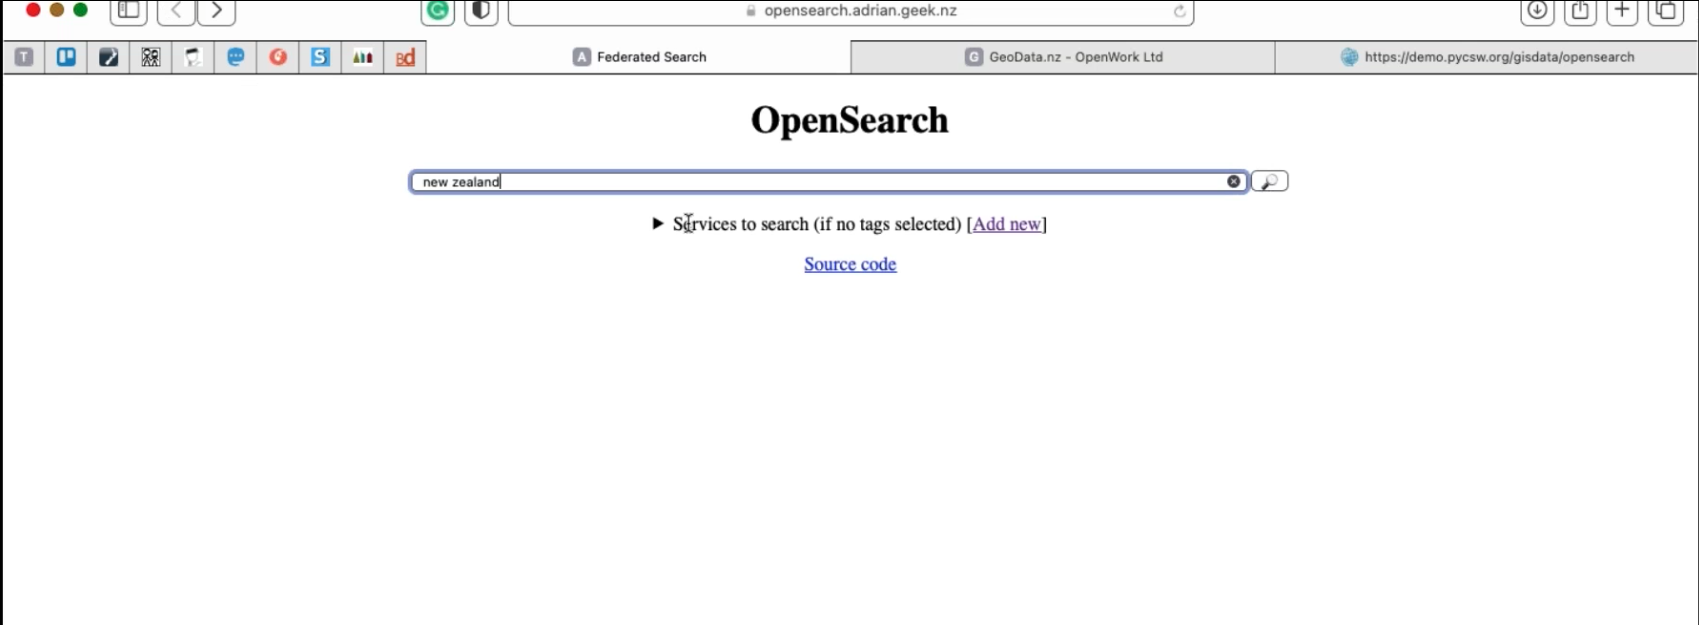 opensearch.adrian.geek.nz
T
S
Bd
A Federated Search
G GeoData.nz - OpenWork Ltd
https://demo.pycsw.org/gisdata/opensearch
OpenSearch
new zealand
Services to search (if no tags selected) [Add new]
Source code